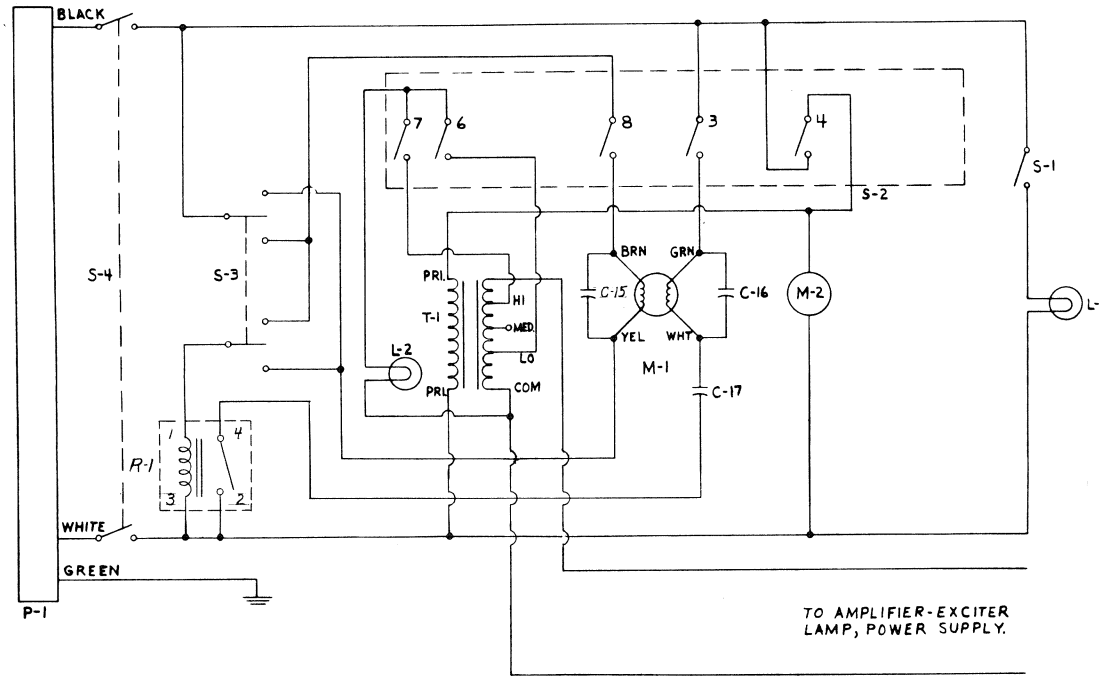 BLACK
7
6
8
3
4
S-1
S-2
S-4
S-3
BRN
GRN
PRI.
HI
C-15
C-16
M-2
T-1
MED.
L-
L-2
YEL
WHT
LO
M-1
PRI.
COM
C-17
1
4
R-1
3
2
WHITE
GREEN
P-1
TO AMPLIFIER-EXCITER
LAMP, POWER SUPPLY.